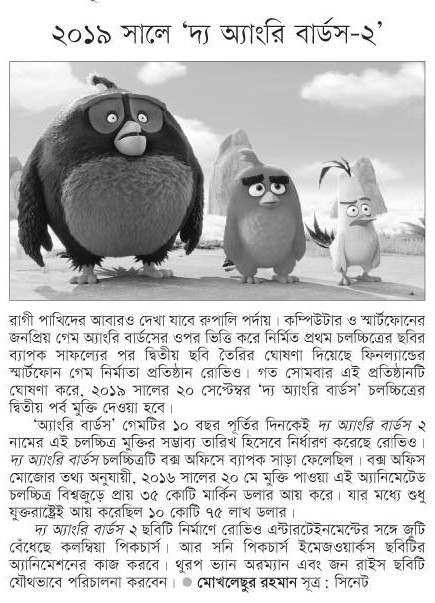 ২০১৯ সালে ‘দ্য অ্যাংরি বার্ডস-২’
রাগী পাখিদের আবারও দেখা যাবে রুপালি পর্দায়। কম্পিউটার ও স্মার্টফোনের
জনপ্রিয় গেম অ্যাংরি বার্ডসের ওপর ভিত্তি করে নির্মিত প্রথম চলচ্চিত্রের ছবির
ব্যাপক সাফল্যের পর দ্বিতীয় ছবি তৈরির ঘোষণা দিয়েছে ফিনল্যান্ডের
স্মার্টফোন গেম নির্মাতা প্রতিষ্ঠান রোভিও। গত সোমবার এই প্রতিষ্ঠানটি
ঘোষণা করে, ২০১৯ সালের ২০ সেপ্টেম্বর ‘দ্য অ্যাংরি বার্ডস’ চলচ্চিত্রের
দ্বিতীয় পর্ব মুক্তি দেওয়া হবে।
‘অ্যাংরি বার্ডস’ গেমটির ১০ বছর পূর্তির দিনকেই দ্য অ্যাংরি বার্ডস ২
নামের এই চলচ্চিত্র মুক্তির সম্ভাব্য তারিখ হিসেবে নির্ধারণ করেছে রোভিও।
দ্য অ্যাংরি বার্ডস চলচ্চিত্রটি বক্স অফিসে ব্যাপক সাড়া ফেলেছিল। বক্স অফিস
মোজোর তথ্য অনুযায়ী, ২০১৬ সালের ২০ মে মুক্তি পাওয়া এই অ্যানিমেটেড
চলচ্চিত্র বিশ্বজুড়ে প্রায় ৩৫ কোটি মার্কিন ডলার আয় করে। যার মধ্যে শুধু
যুক্তরাষ্ট্রেই আয় করেছিল ১০ কোটি ৭৫ লাখ ডলার।
দ্য অ্যাংরি বার্ডস ২ ছবিটি নির্মাণে রোভিও এন্টারটেইনমেন্টের সঙ্গে জুটি
বেঁধেছে কলম্বিয়া পিকচার্স। আর সনি পিকচার্স ইমেজওয়ার্কস ছবিটির
অ্যানিমেশনের কাজ করবে। থুরপ ভ্যান অরম্যান এবং জন রাইস ছবিটি
যৌথভাবে পরিচালনা করবেন। ● মোখলেছুর রহমান সূত্র : সিনেট